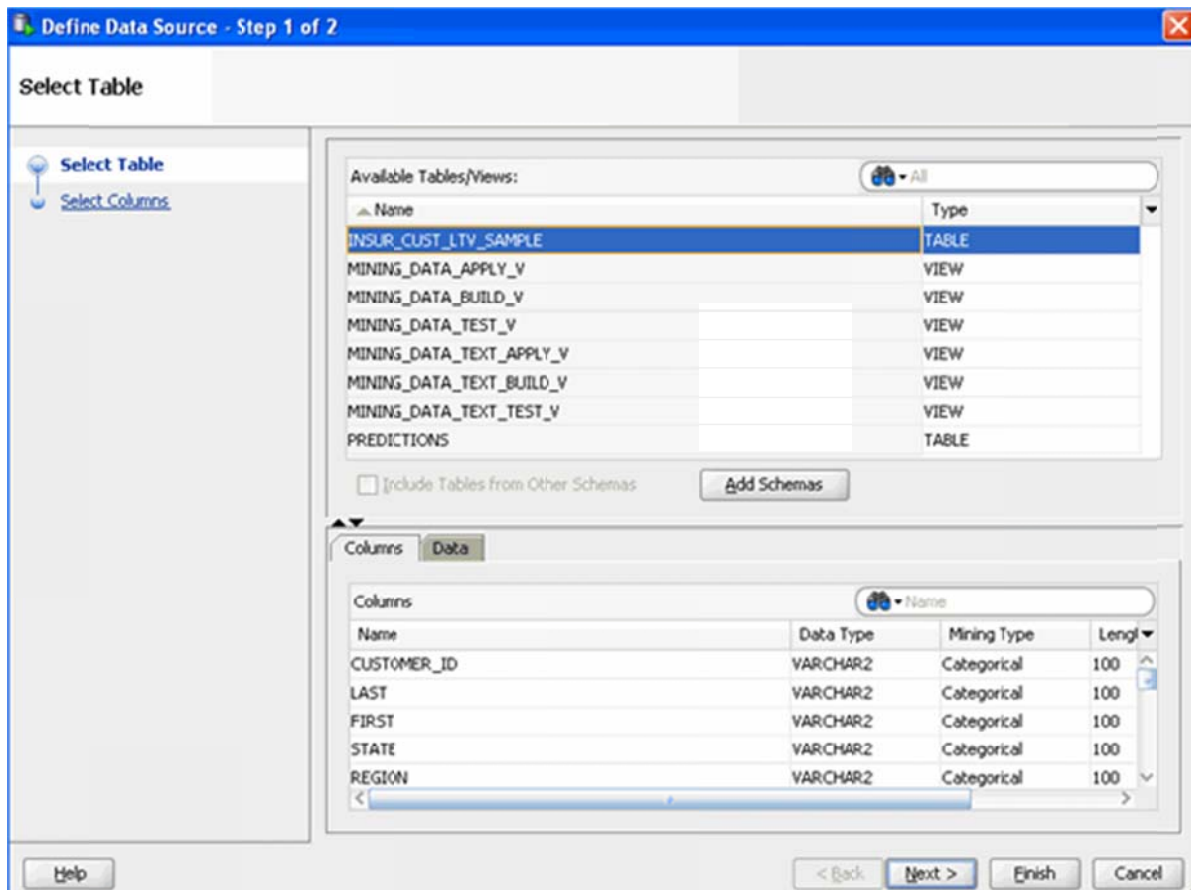 Define Data Source - Step 1 of 2
Select Table
Select Table
Select Columns
Available Tables/Views:
All
Name Type
INSUR_CUST_LTV_SAMPLE TABLE
MINING_DATA_APPLY_V VIEW
MINING_DATA_BUILD_V VIEW
MINING_DATA_TEST_V VIEW
MINING_DATA_TEXT_APPLY_V VIEW
MINING_DATA_TEXT_BUILD_V VIEW
MINING_DATA_TEXT_TEST_V VIEW
PREDICTIONS TABLE
Include Tables from Other Schemas
Add Schemas
Columns Data
Columns
Name
Name Data Type Mining Type Lengt
CUSTOMER_ID VARCHAR2 Categorical 100
LAST VARCHAR2 Categorical 100
FIRST VARCHAR2 Categorical 100
STATE VARCHAR2 Categorical 100
REGION VARCHAR2 Categorical 100
Help
< Back Next > Finish Cancel